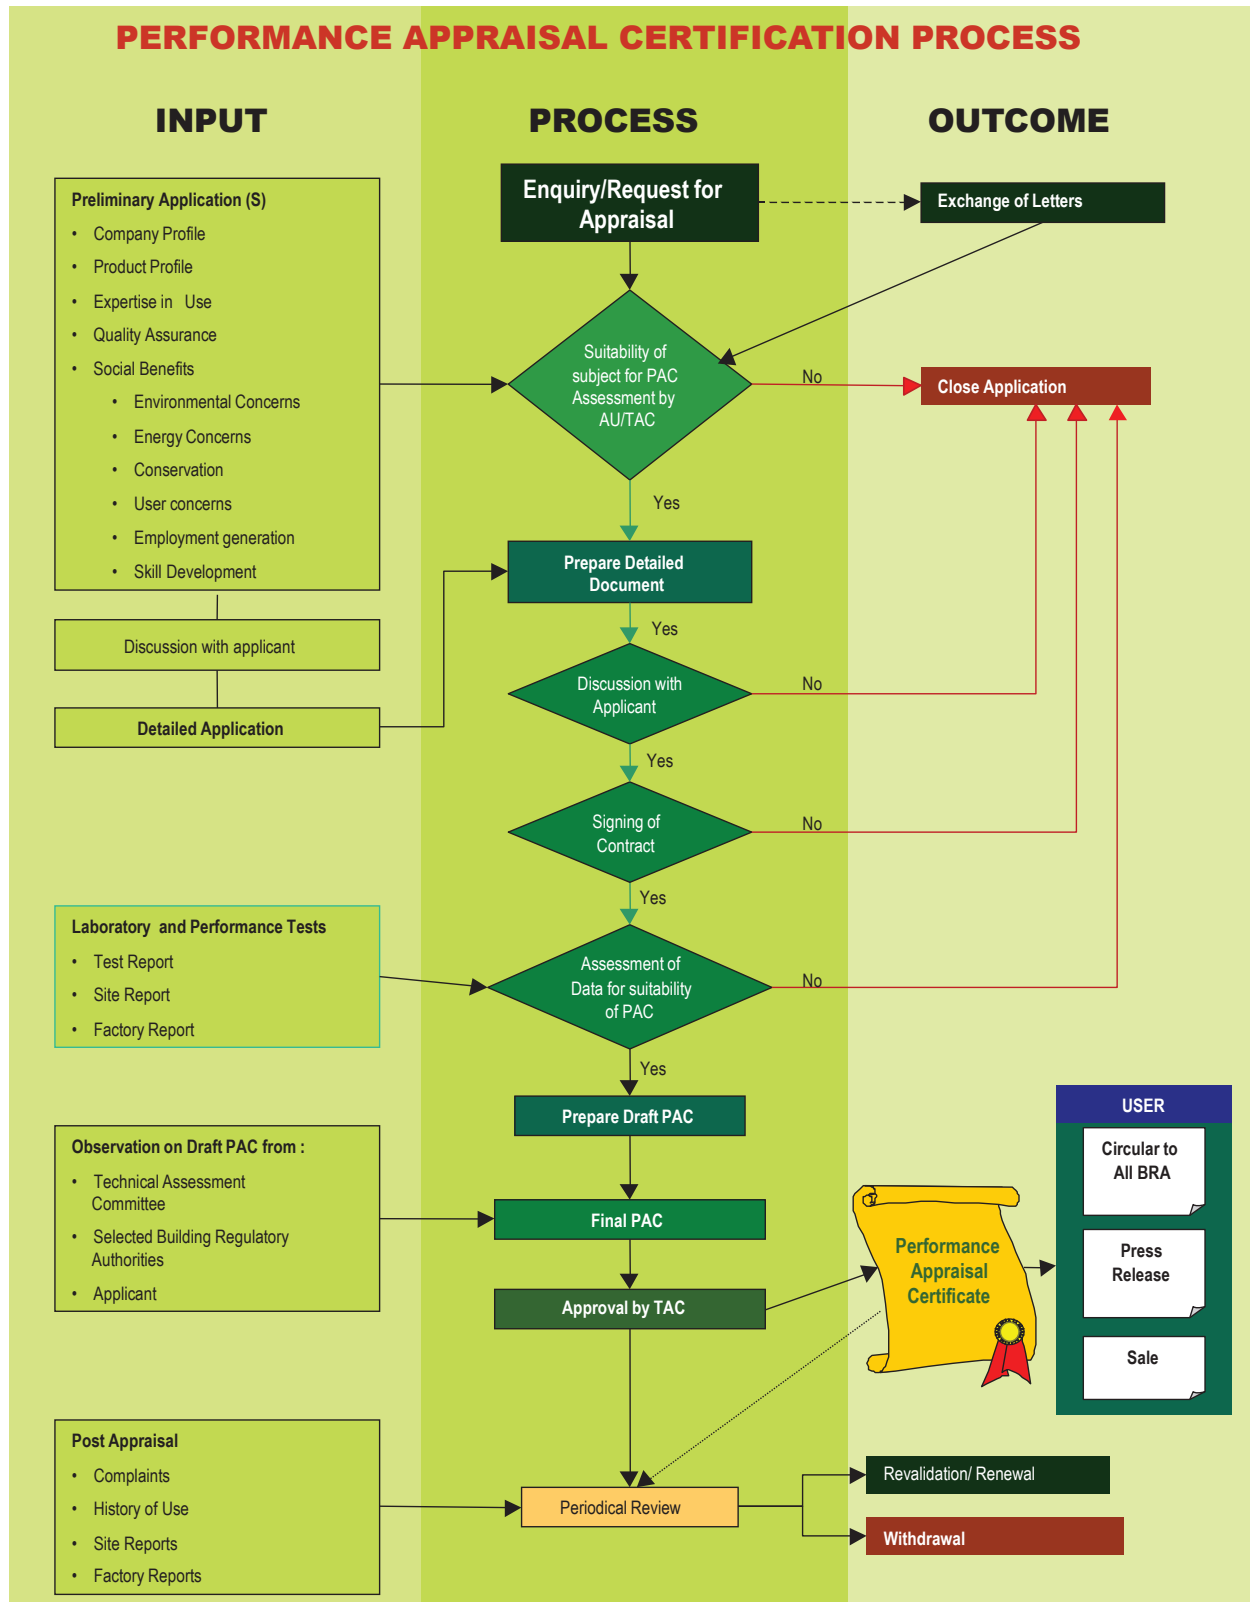 PERFORMANCE APPRAISAL CERTIFICATION PROCESS
INPUT
PROCESS
OUTCOME
Preliminary Application (S)
• Company Profile
• Product Profile
• Expertise in Use
• Quality Assurance
• Social Benefits
• Environmental Concerns
• Energy Concerns
• Conservation
• User concerns
• Employment generation
• Skill Development
Discussion with applicant
Detailed Application
Laboratory and Performance Tests
• Test Report
• Site Report
• Factory Report
Observation on Draft PAC from :
• Technical Assessment
Committee
• Selected Building Regulatory
Authorities
• Applicant
Post Appraisal
• Complaints
• History of Use
• Site Reports
• Factory Reports
Enquiry/Request for
Appraisal
Suitability of
subject for PAC
Assessment by
AU/TAC
No
Yes
Prepare Detailed
Document
Yes
Discussion with
Applicant
No
Yes
Signing of
Contract
No
Yes
Assessment of
Data for suitability
of PAC
No
Yes
Prepare Draft PAC
Final PAC
Approval by TAC
Periodical Review
Exchange of Letters
Close Application
Performance
Appraisal
Certificate
USER
Circular to
All BRA
Press
Release
Sale
Revalidation/ Renewal
Withdrawal